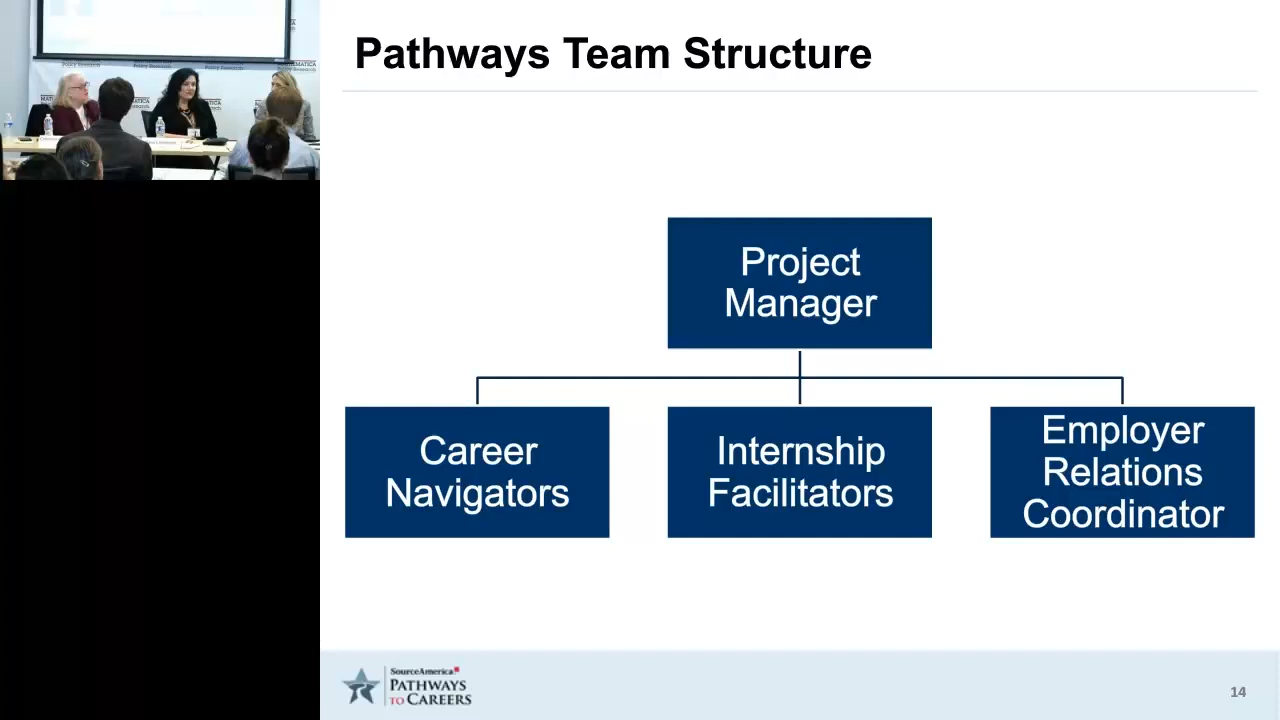 Pathways Team Structure
Project
Manager
Career
Navigators
Internship
Facilitators
Employer
Relations
Coordinator
SourceAmerica
PATHWAYS
TO CAREERS
14